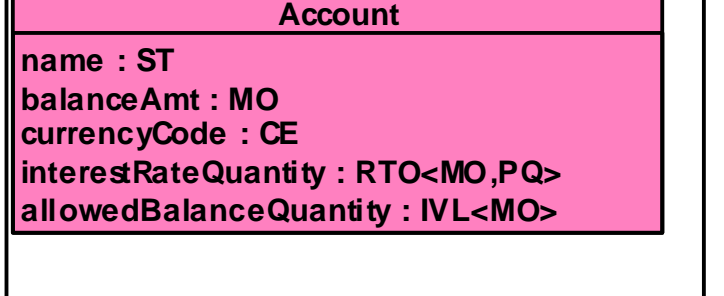 Account
name : ST
balanceAmt : MO
currencyCode : CE
interestRateQuantity : RTO<MO,PQ>
allowedBalanceQuantity : IVL<MO>